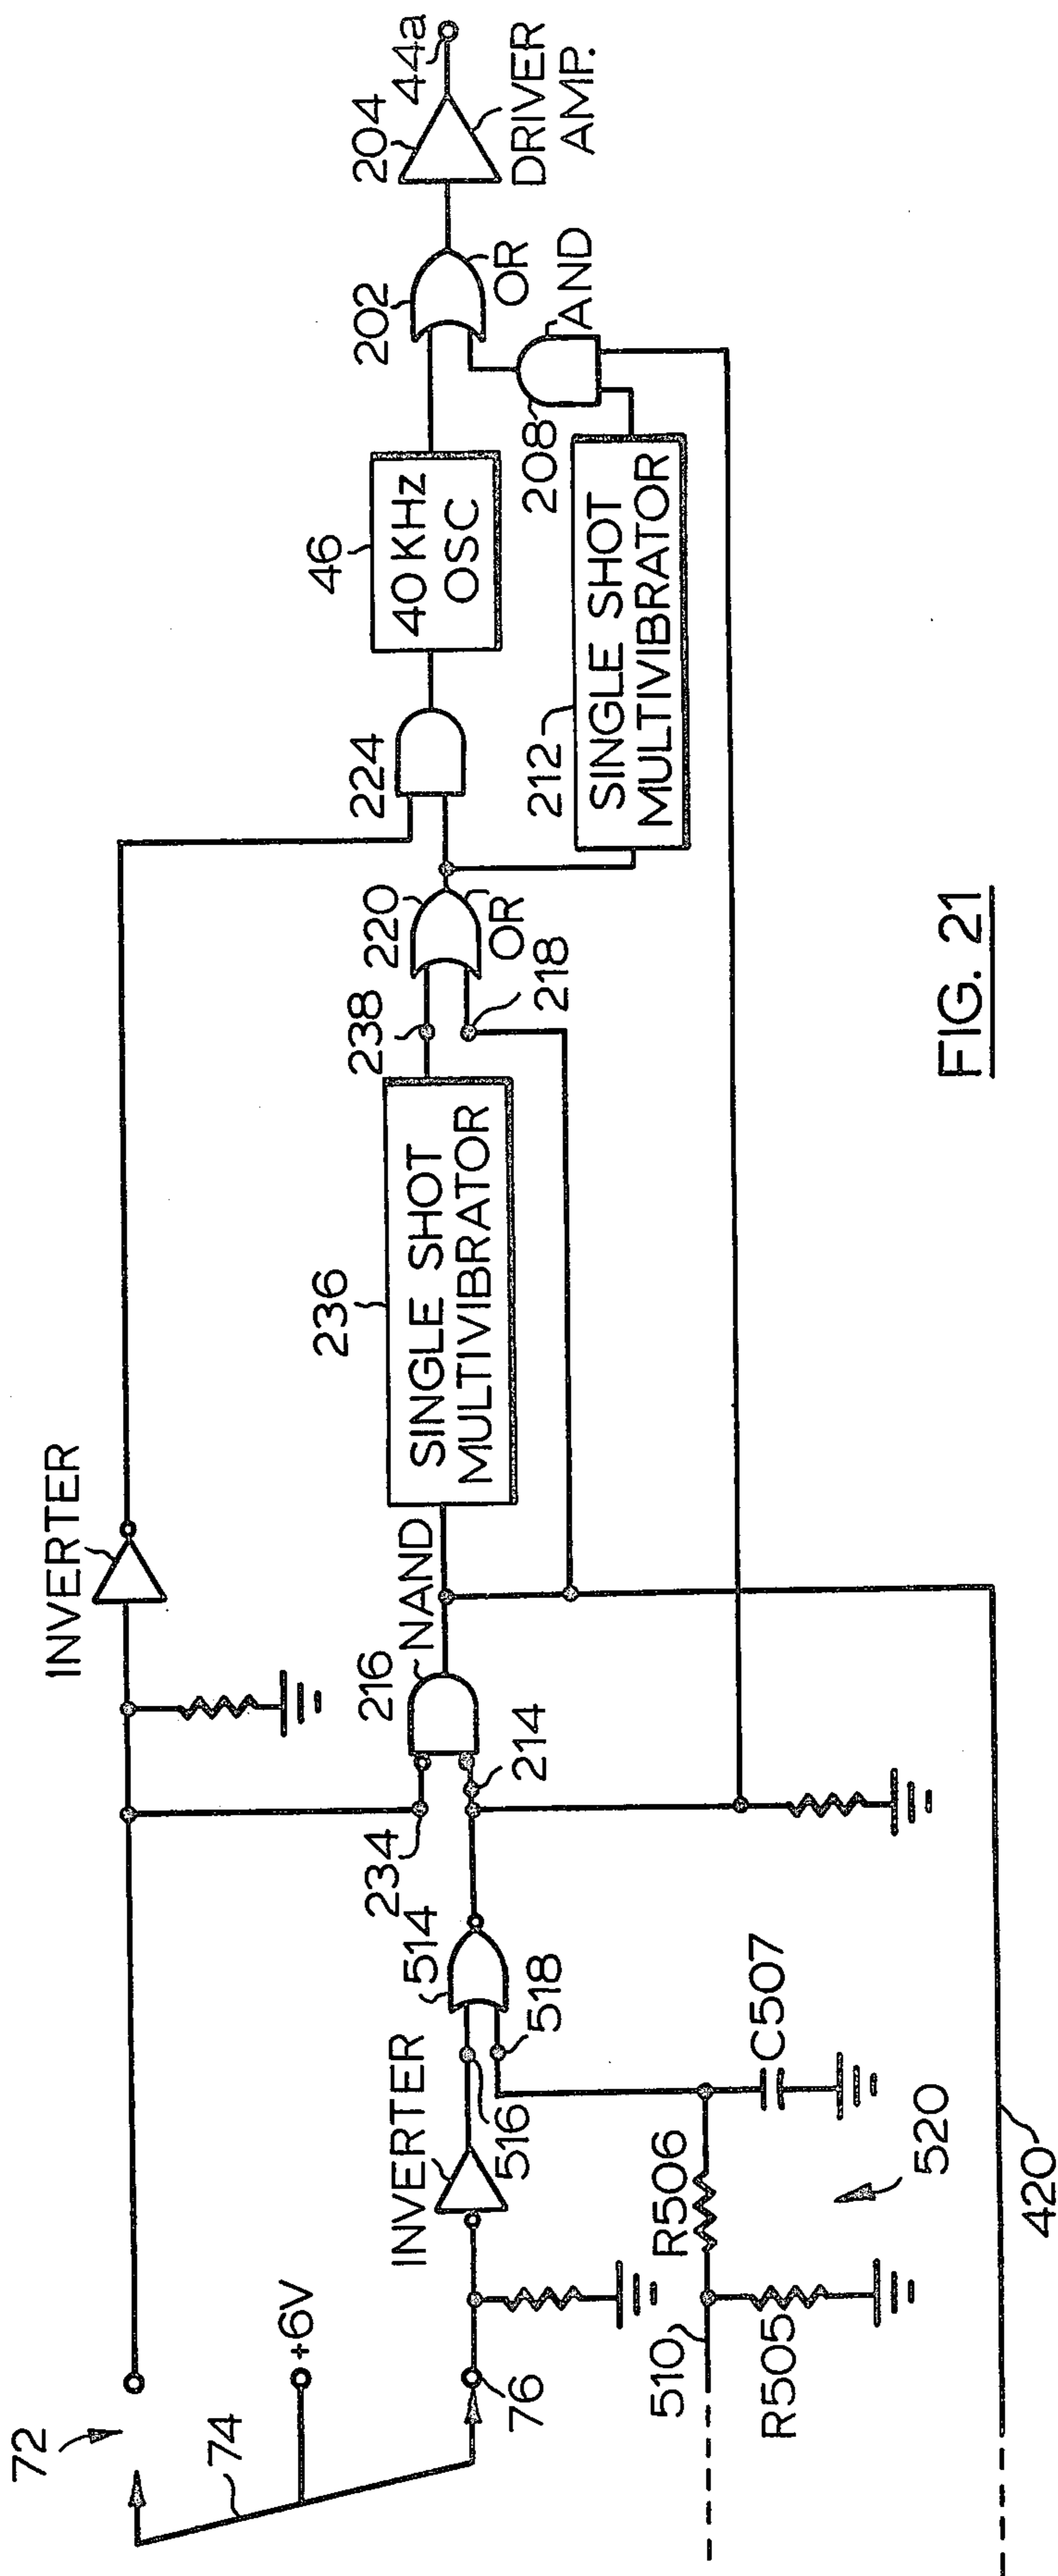 72
74
+6V
76
INVERTER
516
518
514
510
R505
R506
C507
520
420
234
214
216
NAND
INVERTER
236
SINGLE SHOT
MULTIVIBRATOR
238
218
220
OR
224
212
SINGLE SHOT
MULTIVIBRATOR
46
40 KHz
OSC
208
AND
202
OR
204
DRIVER
AMP.
44a
FIG. 21